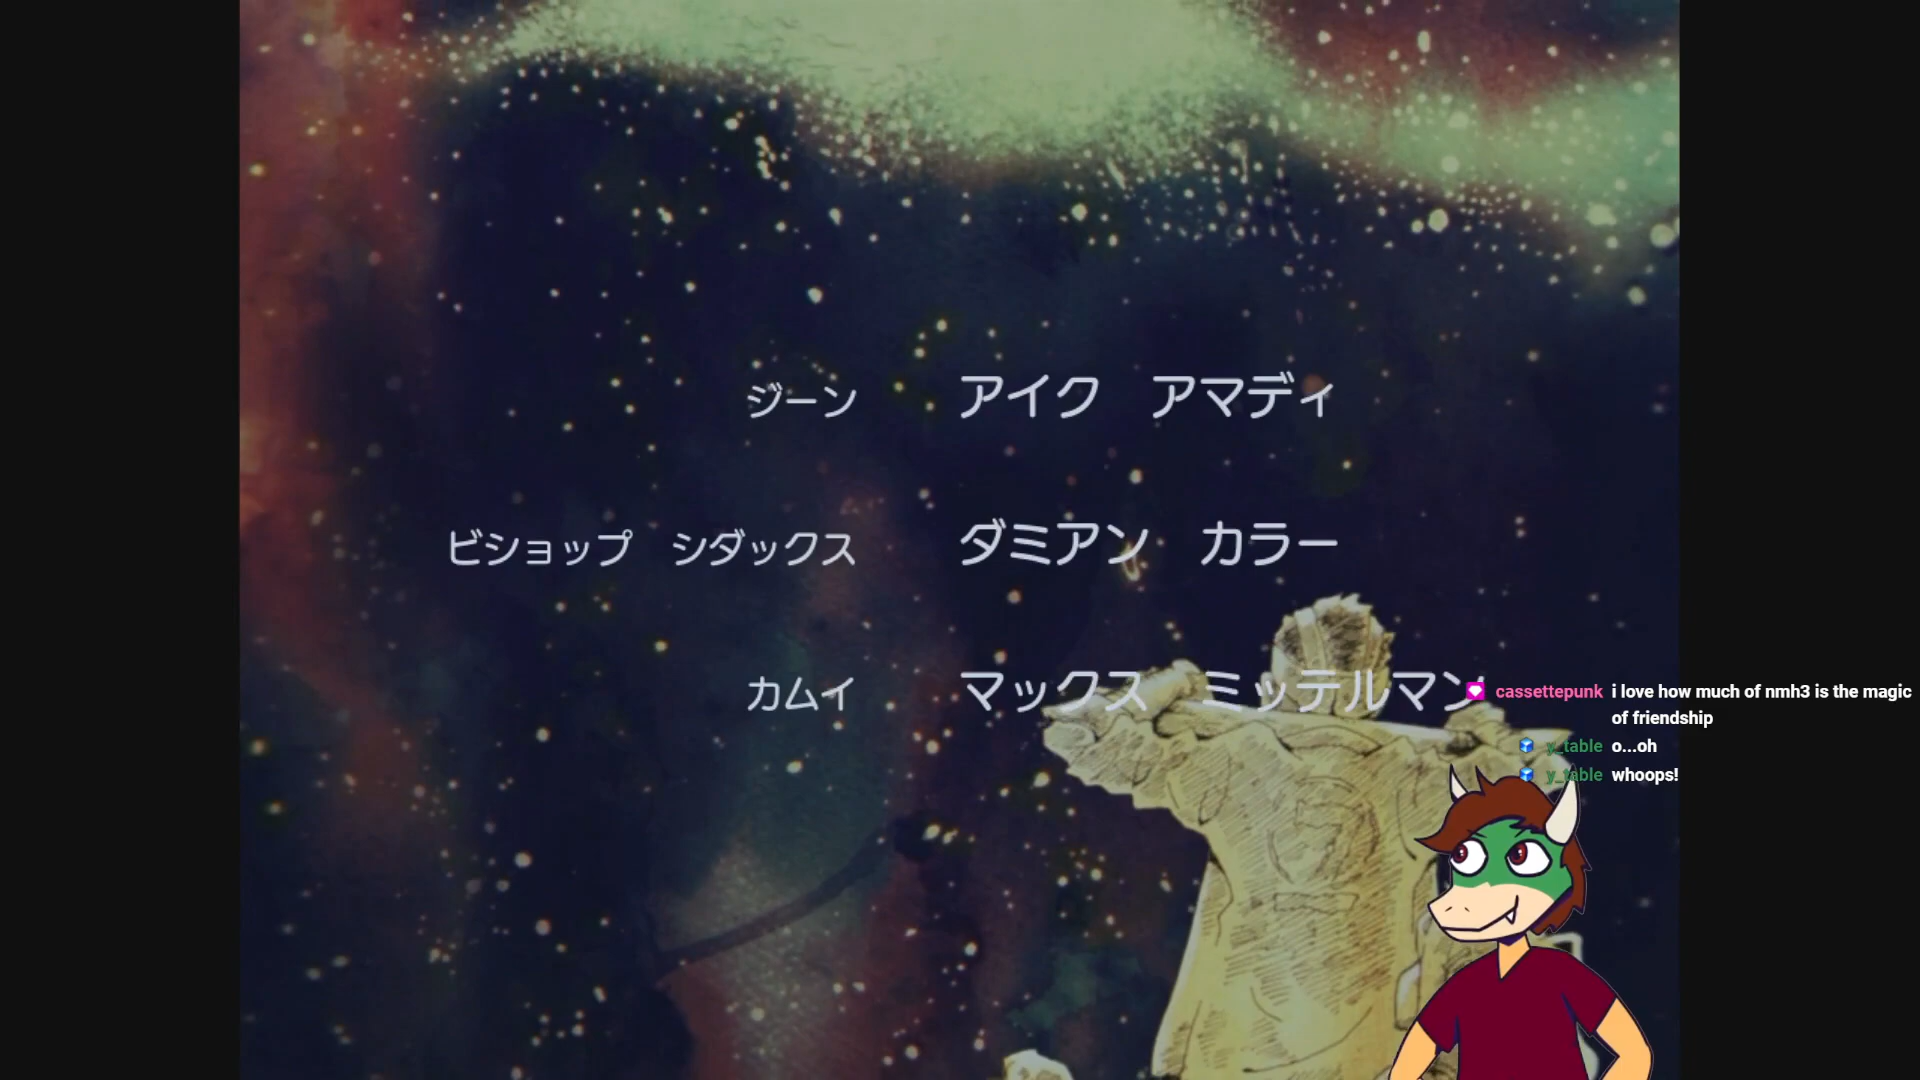 ジーン　アイク　アマディ
ビショップ　シダックス　ダミアン　カラー
カムイ　マックス　ミッテルマン
cassettepunk i love how much of nmh3 is the magic
of friendship
y_table o...oh
y_table whoops!